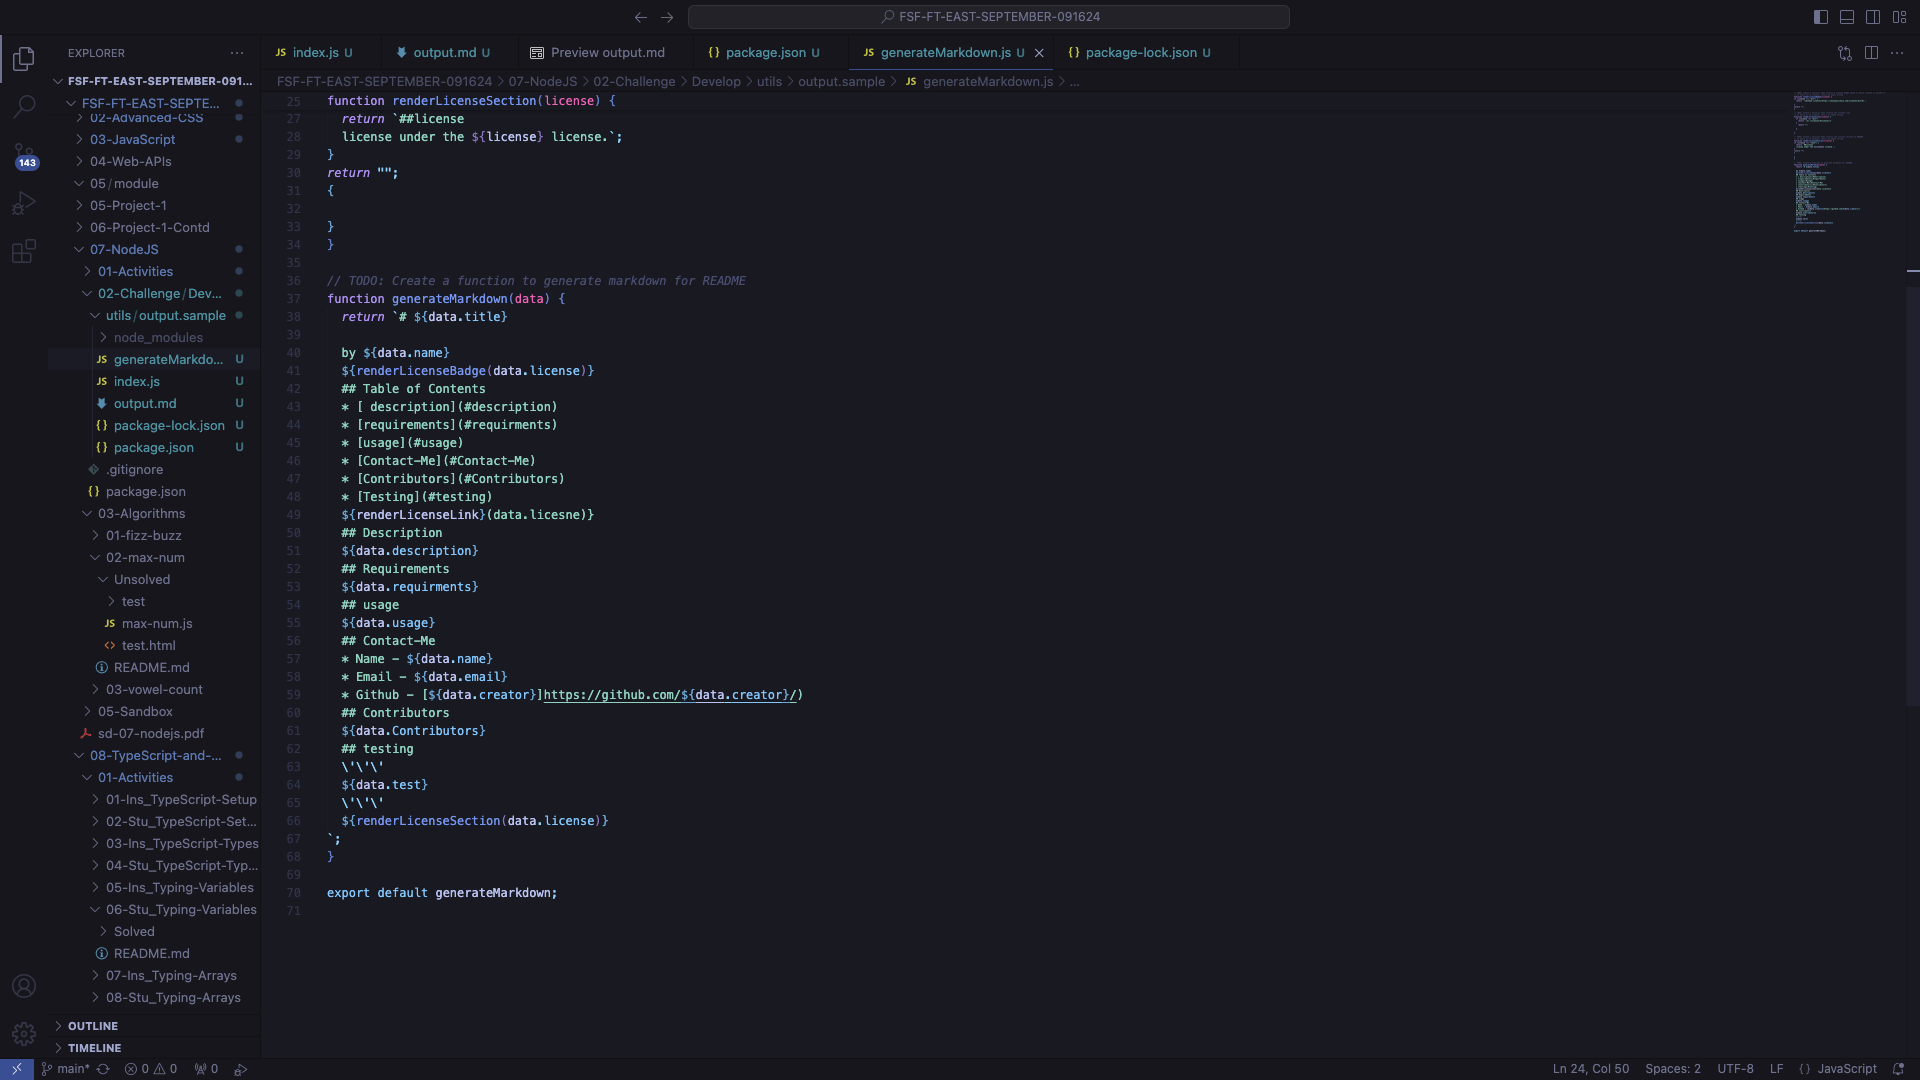 FSF-FT-EAST-SEPTEMBER-091624
EXPLORER
FSF-FT-EAST-SEPTEMBER-091...
FSF-FT-EAST-SEPTE...
02-Advanced-CSS
03-JavaScript
04-Web-APIs
05/module
05-Project-1
06-Project-1-Contd
07-NodeJS
01-Activities
02-Challenge/Dev...
utils/output.sample
node_modules
JS generateMarkdo... U
JS index.js U
output.md U
{} package-lock.json U
{} package.json U
.gitignore
{} package.json
03-Algorithms
01-fizz-buzz
02-max-num
Unsolved
test
JS max-num.js
<> test.html
README.md
03-vowel-count
05-Sandbox
sd-07-nodejs.pdf
08-TypeScript-and-...
01-Activities
01-Ins_TypeScript-Setup
02-Stu_TypeScript-Set...
03-Ins_TypeScript-Types
04-Stu_TypeScript-Typ...
05-Ins_Typing-Variables
06-Stu_Typing-Variables
Solved
README.md
07-Ins_Typing-Arrays
08-Stu_Typing-Arrays
OUTLINE
TIMELINE
143
JS index.js U
output.md U
Preview output.md
{} package.json U
JS generateMarkdown.js U
{} package-lock.json U
FSF-FT-EAST-SEPTEMBER-091624 > 07-NodeJS > 02-Challenge > Develop > utils > output.sample > JS generateMarkdown.js > ...
25 function renderLicenseSection(license) {
27 return `##license
28 license under the ${license} license.`;
29 }
30 return "";
31 {
32
33 }
34 }
35
36 // TODO: Create a function to generate markdown for README
37 function generateMarkdown(data) {
38 return `# ${data.title}
39
40 by ${data.name}
41 ${renderLicenseBadge(data.license)}
42 ## Table of Contents
43 * [ description](#description)
44 * [requirements](#requirments)
45 * [usage](#usage)
46 * [Contact-Me](#Contact-Me)
47 * [Contributors](#Contributors)
48 * [Testing](#testing)
49 ${renderLicenseLink}(data.licesne)}
50 ## Description
51 ${data.description}
52 ## Requirements
53 ${data.requirments}
54 ## usage
55 ${data.usage}
56 ## Contact-Me
57 * Name - ${data.name}
58 * Email - ${data.email}
59 * Github - [${data.creator}]https://github.com/${data.creator}/)
60 ## Contributors
61 ${data.Contributors}
62 ## testing
63 \'\'\'
64 ${data.test}
65 \'\'\'
66 ${renderLicenseSection(data.license)}
67 `;
68 }
69
70 export default generateMarkdown;
71
main* 0 0 0 Ln 24, Col 50 Spaces: 2 UTF-8 LF {} JavaScript